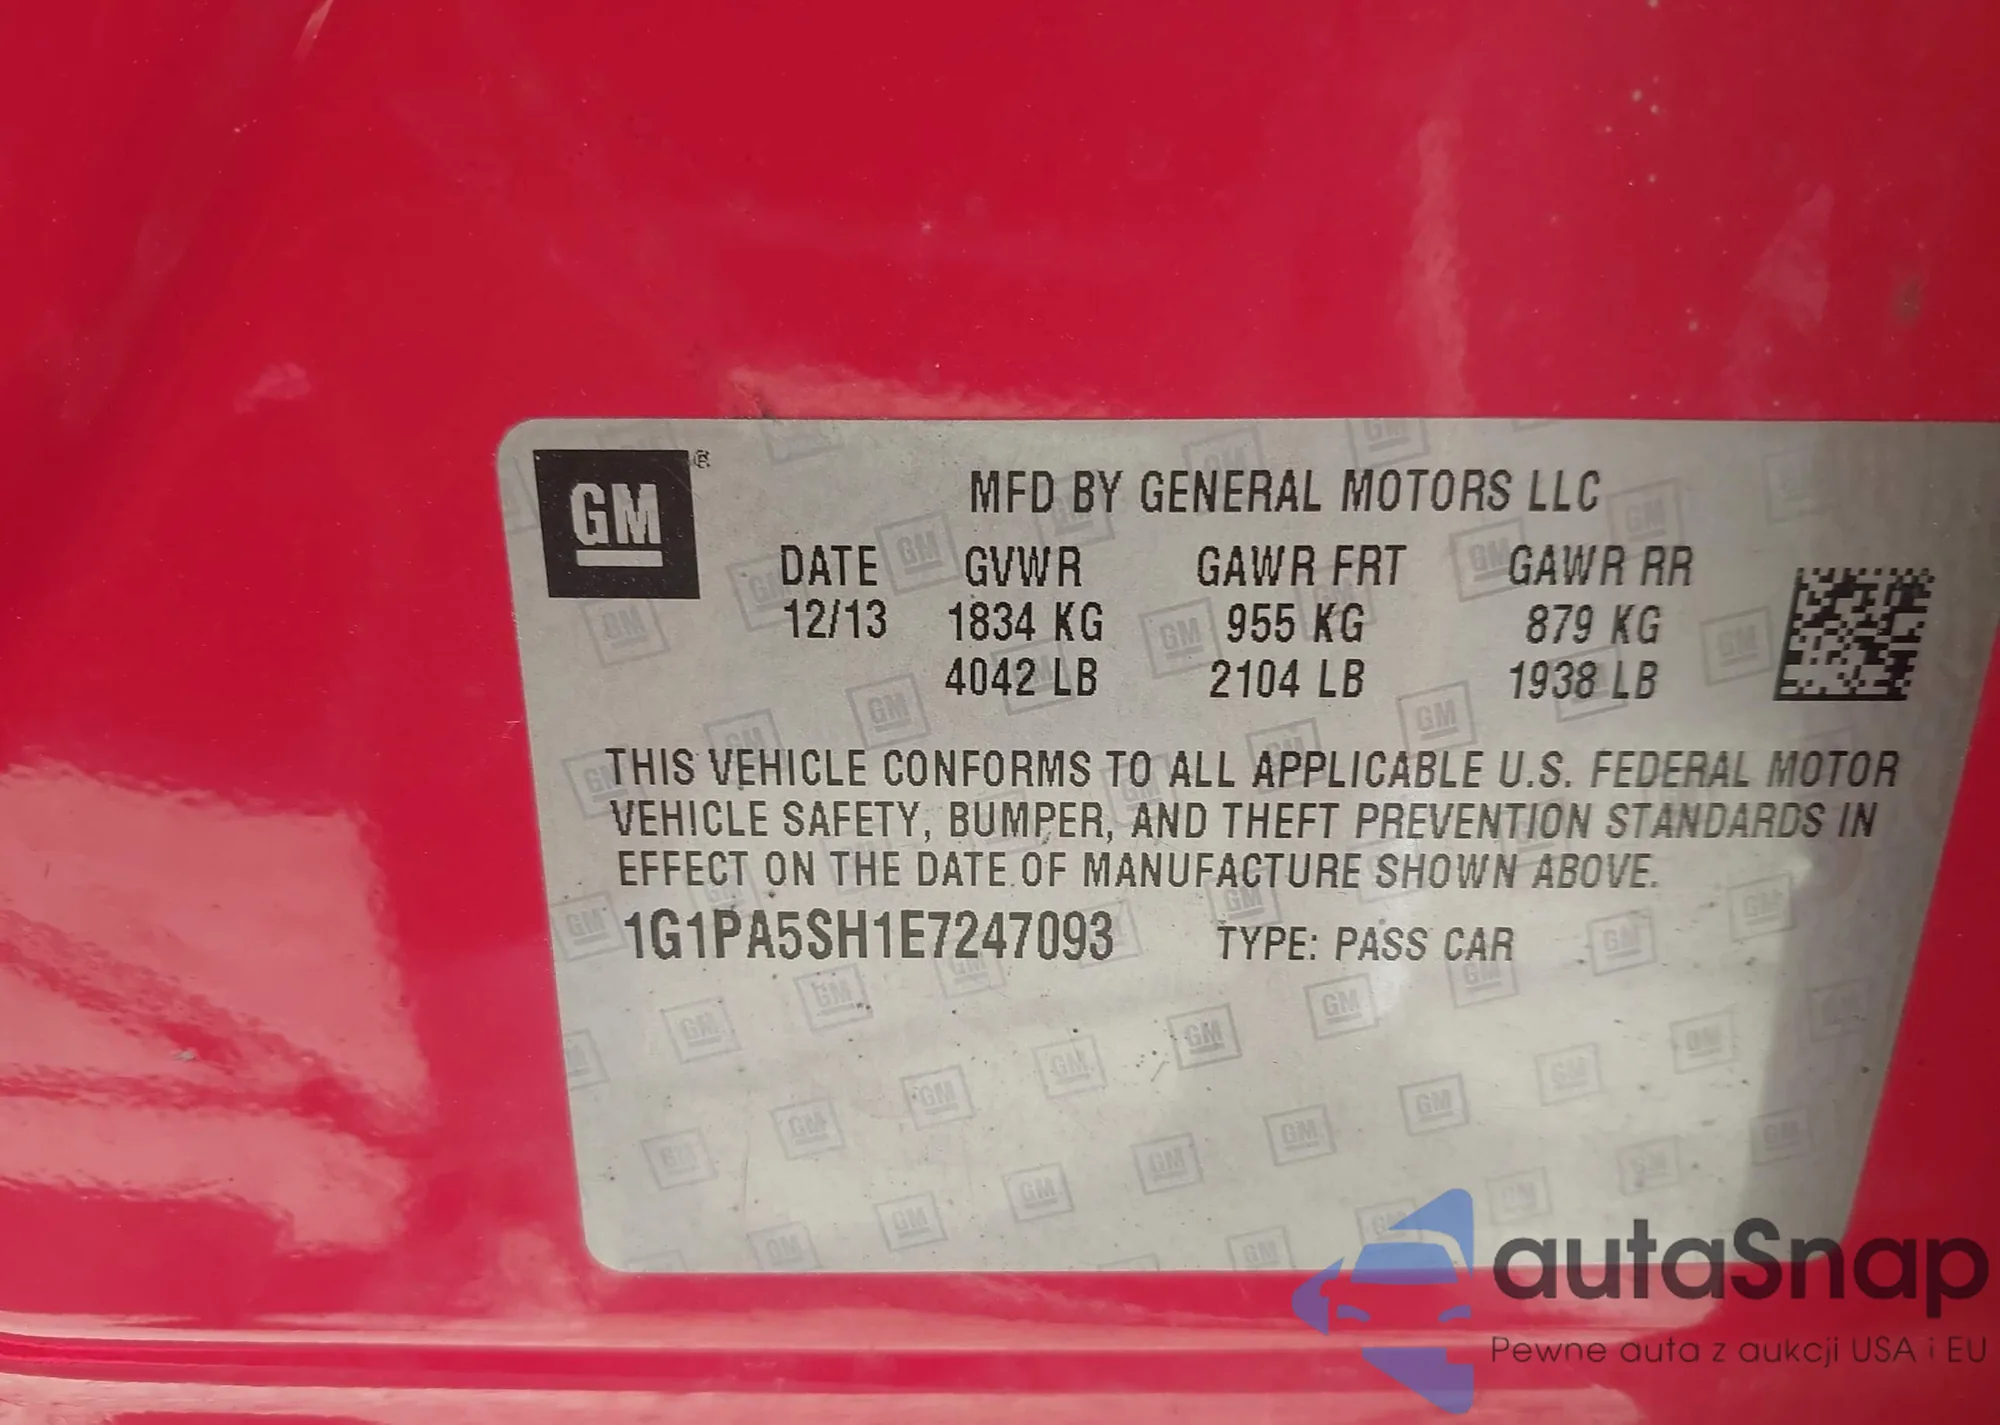 GM ®
MFD BY GENERAL MOTORS LLC
DATE GVWR GAWR FRT GAWR RR
12/13 1834 KG 955 KG 879 KG
4042 LB 2104 LB 1938 LB
THIS VEHICLE CONFORMS TO ALL APPLICABLE U.S. FEDERAL MOTOR
VEHICLE SAFETY, BUMPER, AND THEFT PREVENTION STANDARDS IN
EFFECT ON THE DATE OF MANUFACTURE SHOWN ABOVE.
1G1PA5SH1E7247093 TYPE: PASS CAR
autaSnap
Pewne auta z aukcji USA i EU